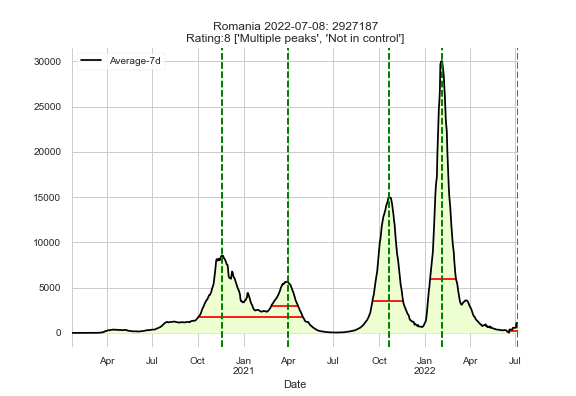 Romania 2022-07-08: 2927187
Rating:8 ['Multiple peaks', 'Not in control']
Average-7d
30000
25000
20000
15000
10000
5000
0
Apr Jul Oct Jan Apr Jul Oct Jan Apr Jul
2021 2022
Date